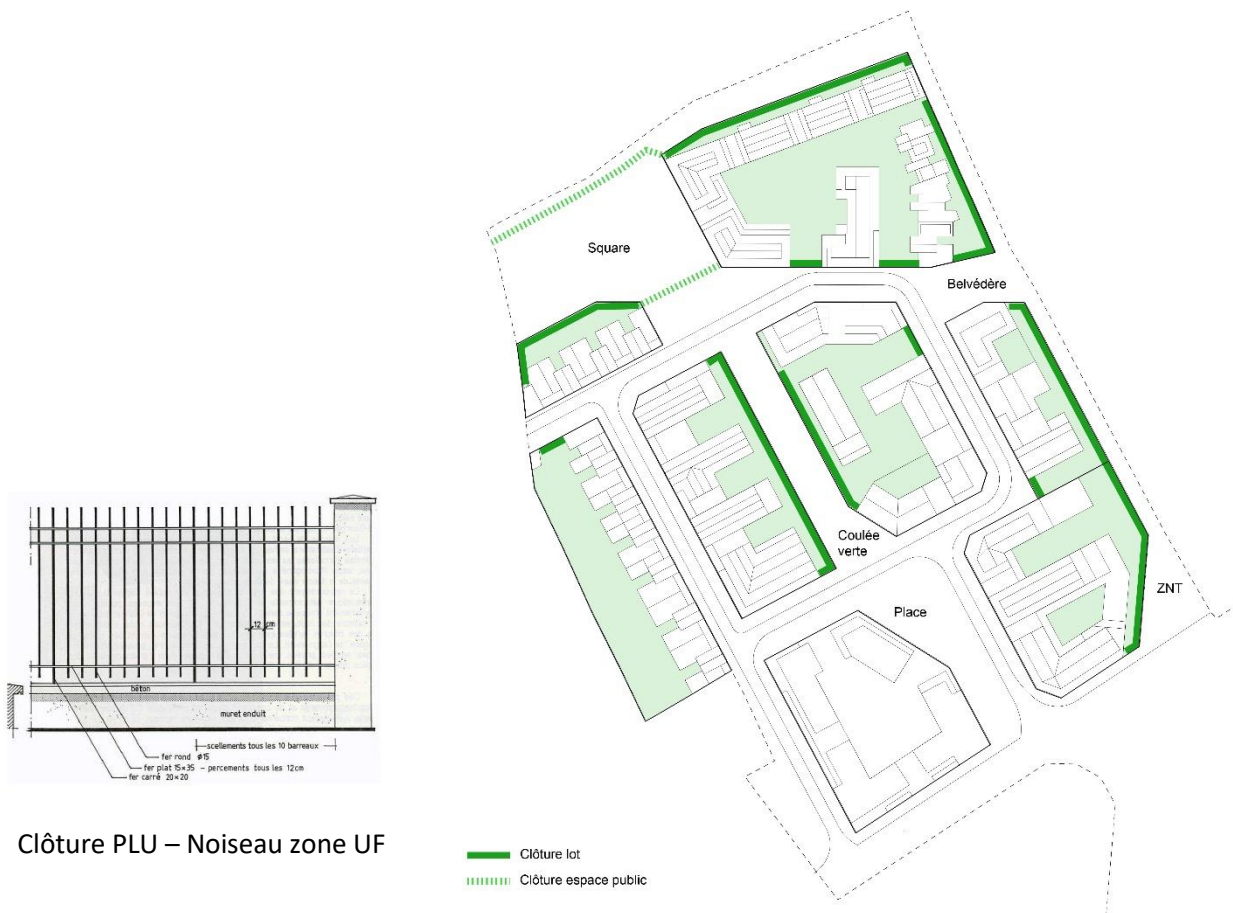 Square
Belvédère
Coulée
verte
Place
ZNT
12 cm
béton
muret enduit
scellements tous les 10 barreaux
fer rond ⌀15
fer plat 15×35 – percements tous les 12cm
fer carré 20×20
Clôture PLU – Noiseau zone UF
Clôture lot
Clôture espace public